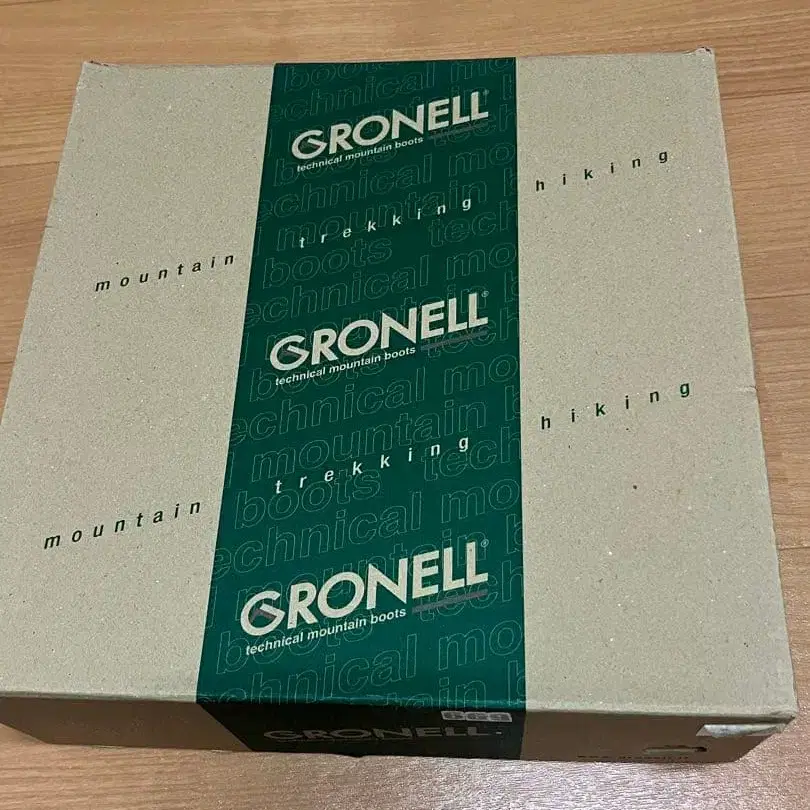 GRONELL®
technical mountain boots
mountain trekking hiking
GRONELL®
technical mountain boots
mountain trekking hiking
GRONELL®
technical mountain boots
GRONELL